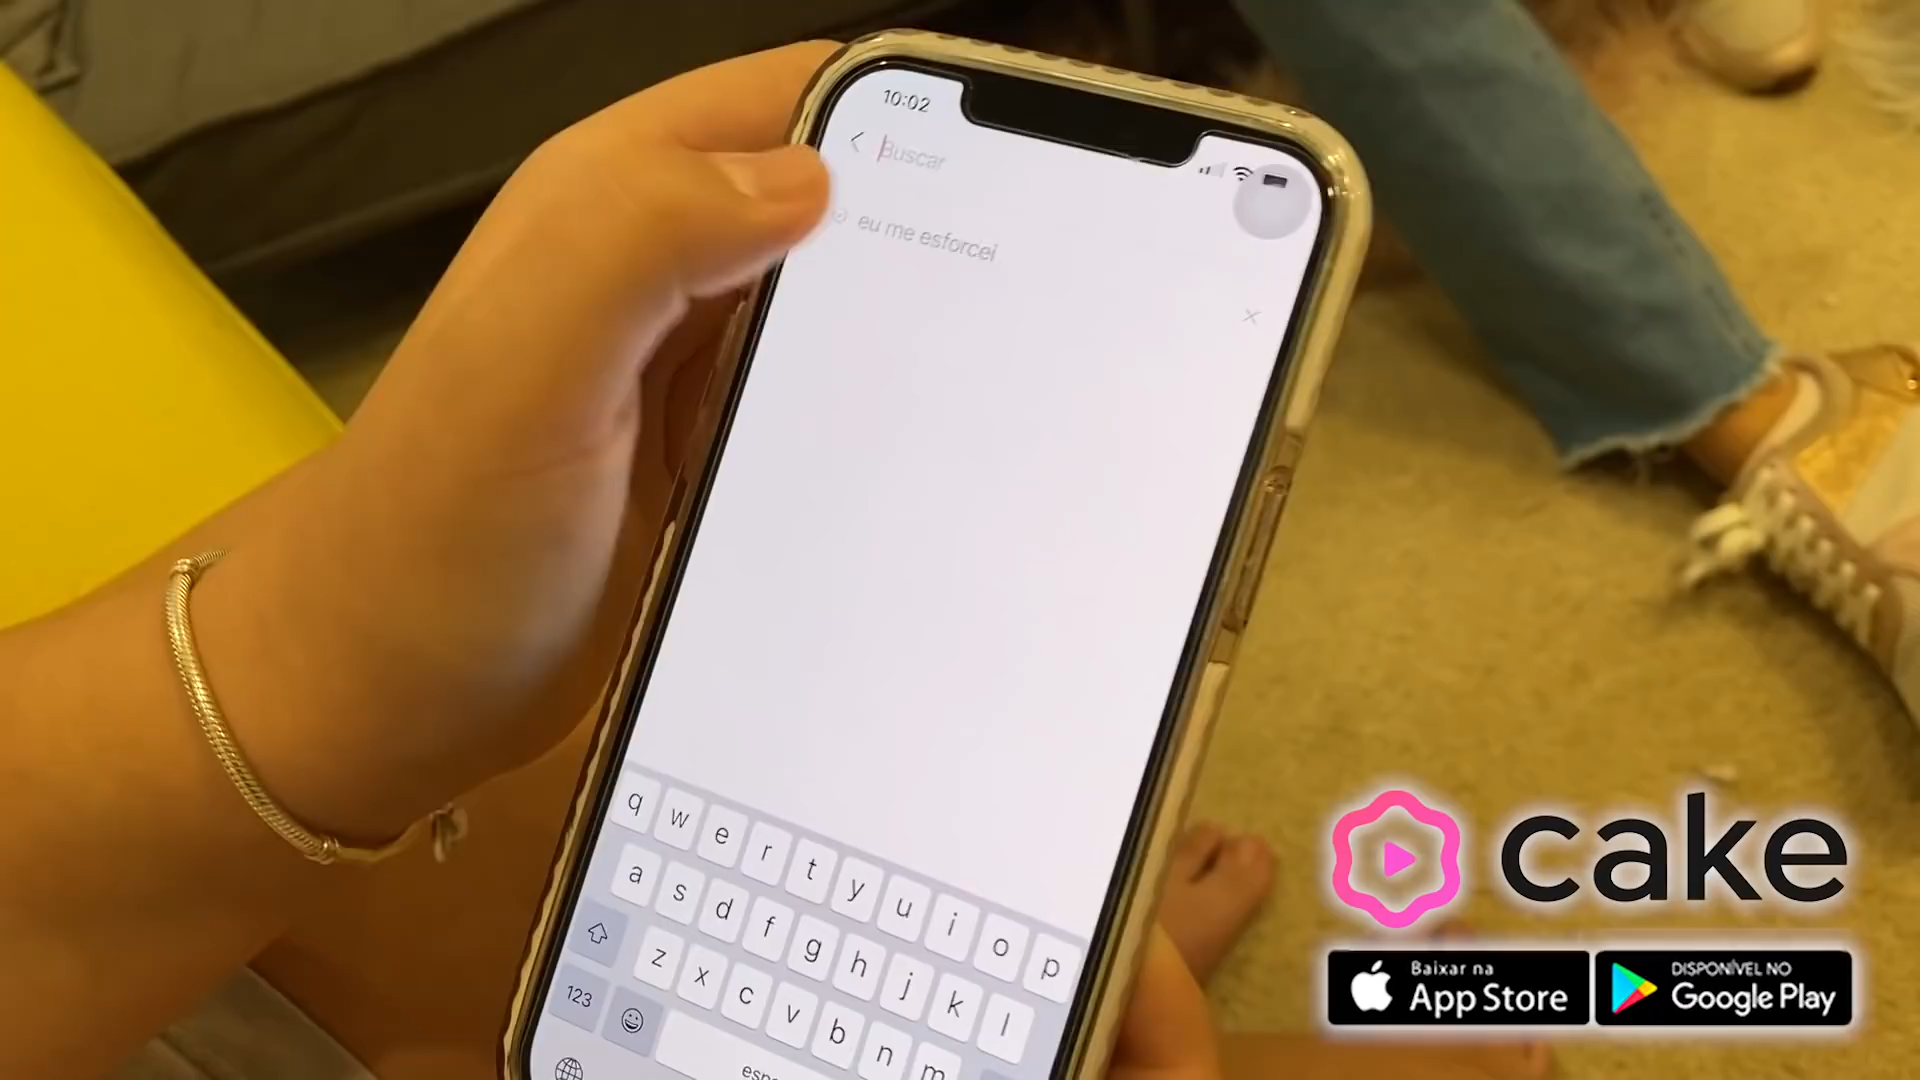 10:02
Buscar
eu me esforcei
q w e r t y u i o p
a s d f g h j k l
z x c v b n m
123
cake
Baixar na
App Store
DISPONÍVEL NO
Google Play